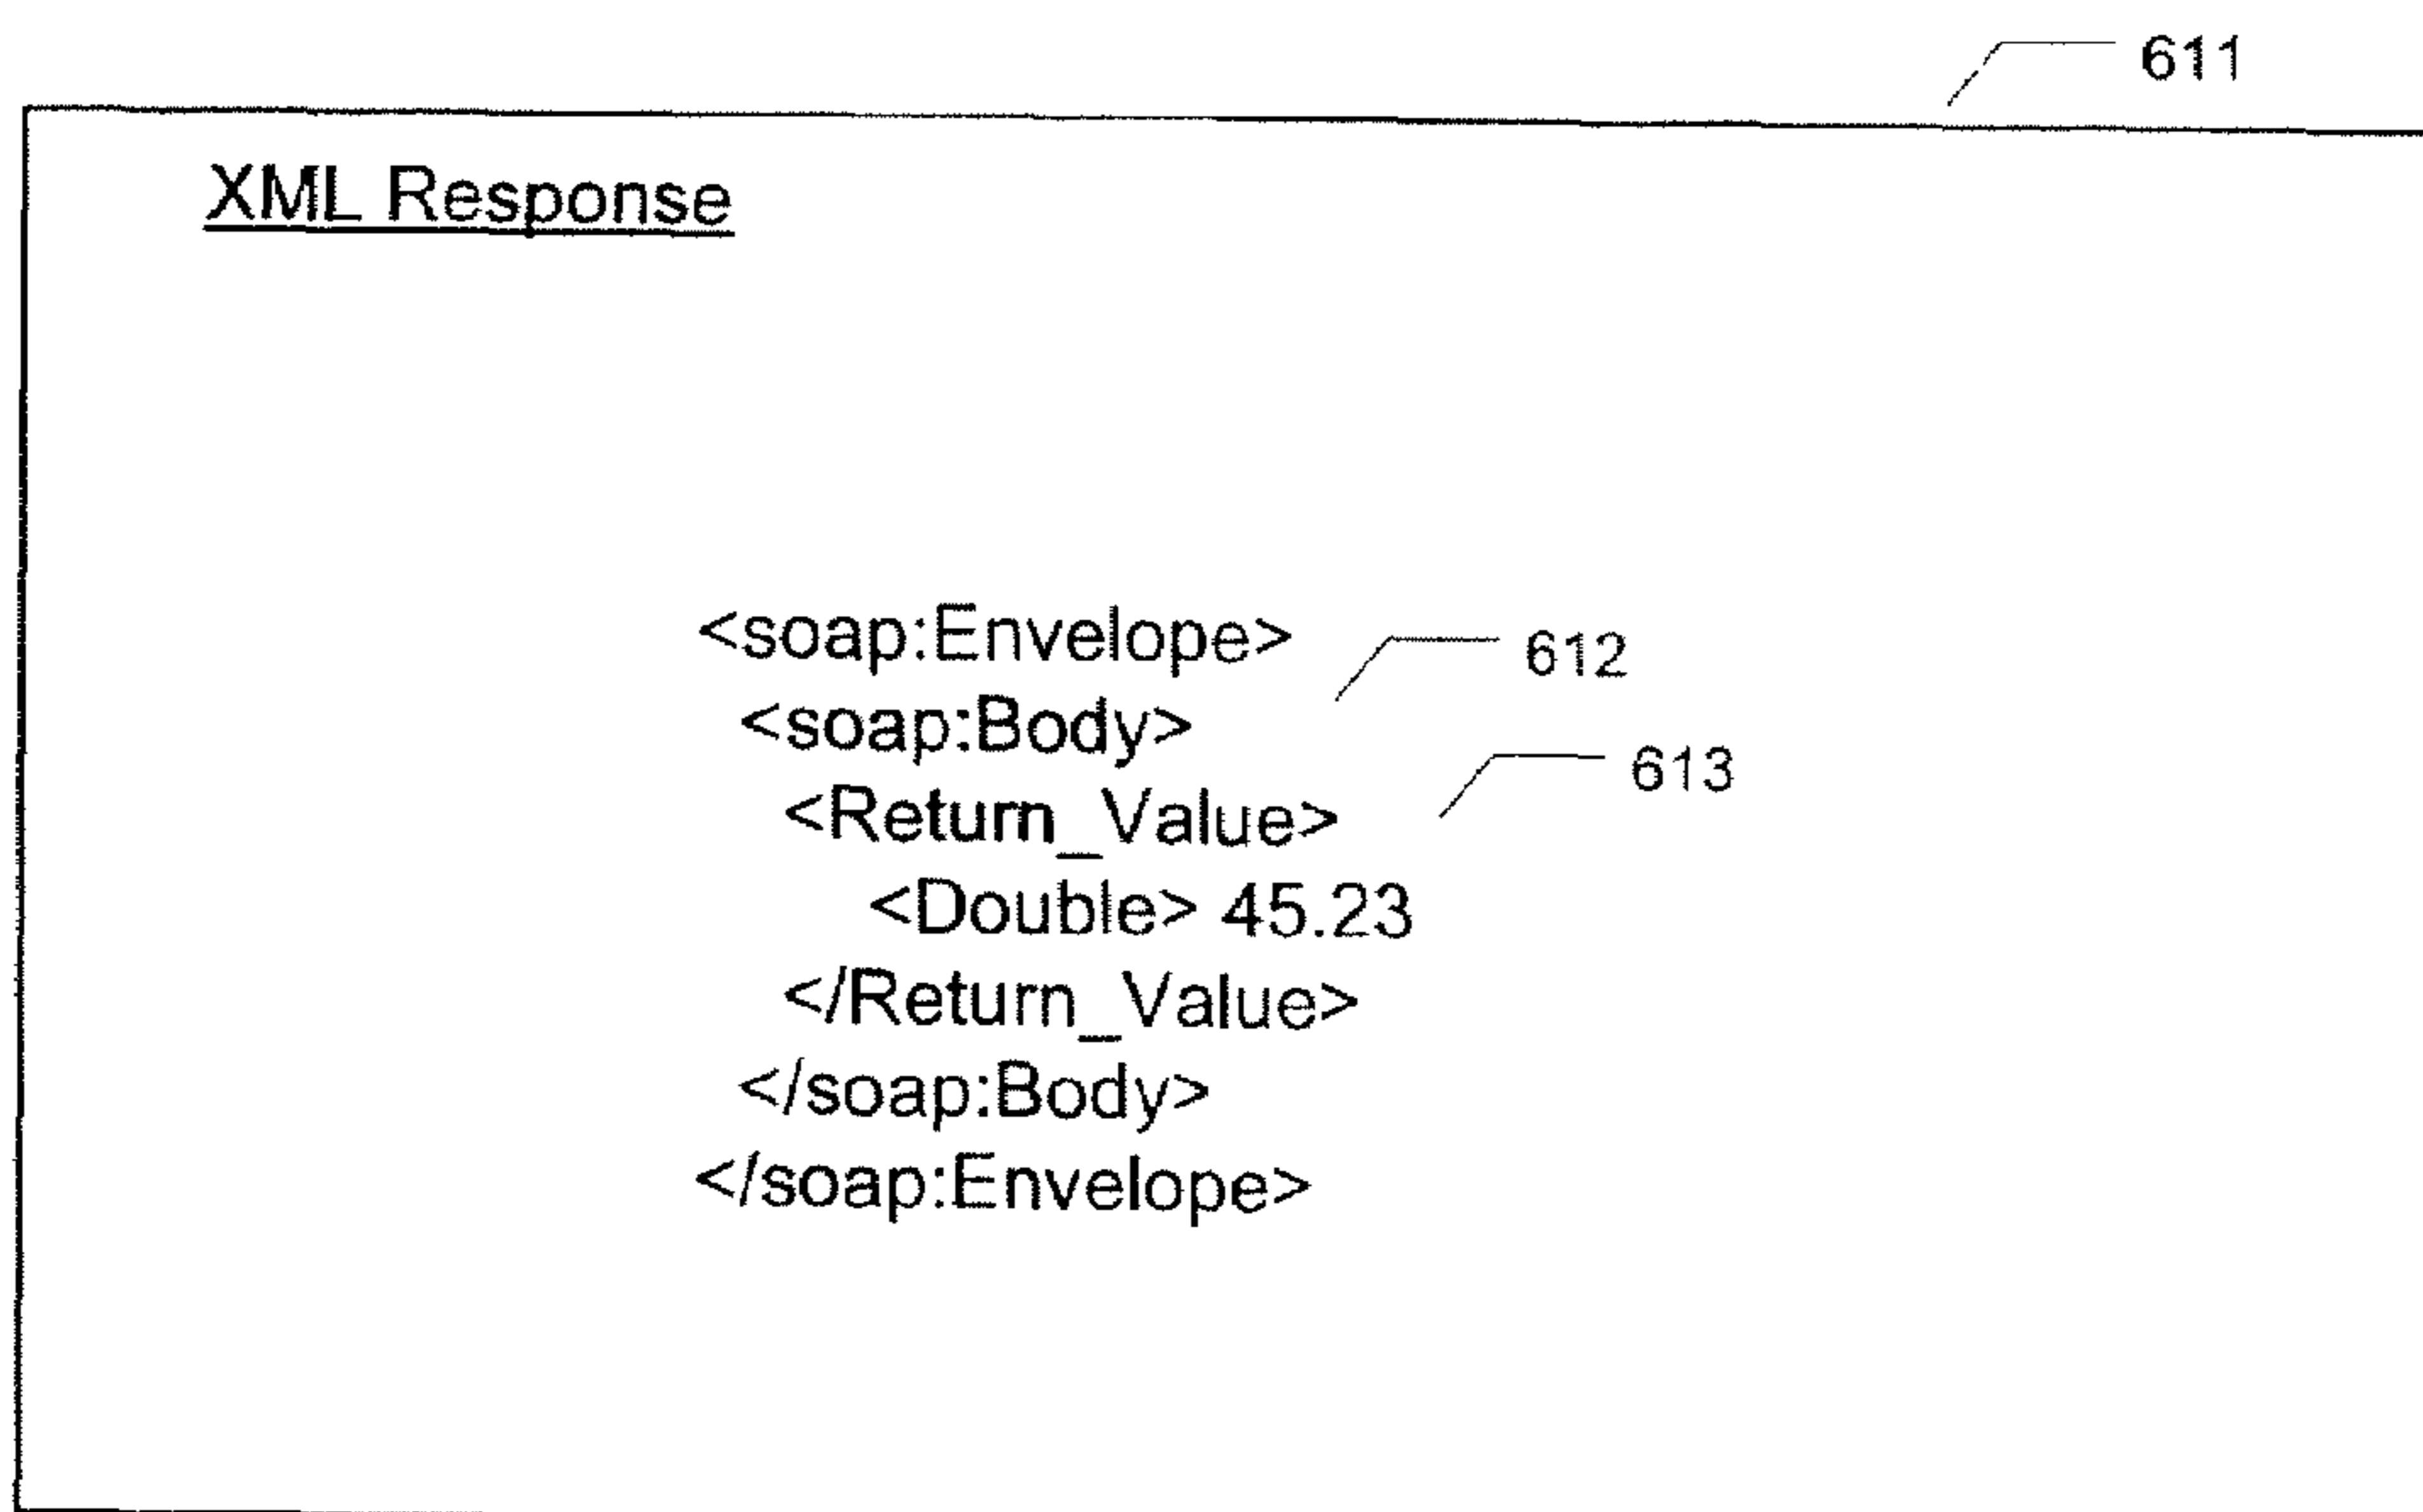 611
XML Response
<soap:Envelope>
612
<soap:Body>
613
<Return_Value>
<Double> 45.23
</Return_Value>
</soap:Body>
</soap:Envelope>